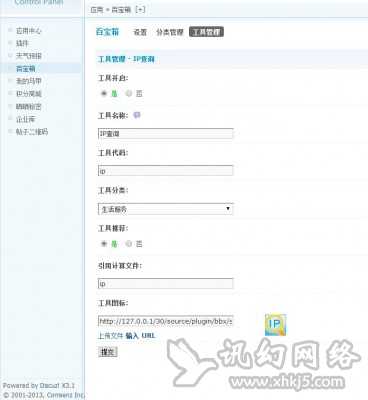 Control Panel
应用 » 百宝箱 [+]
应用中心
插件
天气预报
百宝箱
我的马甲
积分商城
晒晒秘密
企业库
帖子二维码
百宝箱 设置 分类管理 工具管理
工具管理 - IP查询
工具开启:
是 否
工具名称:
IP查询
工具代码:
ip
工具分类:
生活服务
工具推荐:
是 否
引用计算文件:
ip
工具图标:
http://127.0.0.1/30/source/plugin/bbx/s
IP
上传文件 输入 URL
提交
Powered by Discuz! X3.1
© 2001-2013, Comsenz Inc.
讯幻网络
www.xhkj5.com